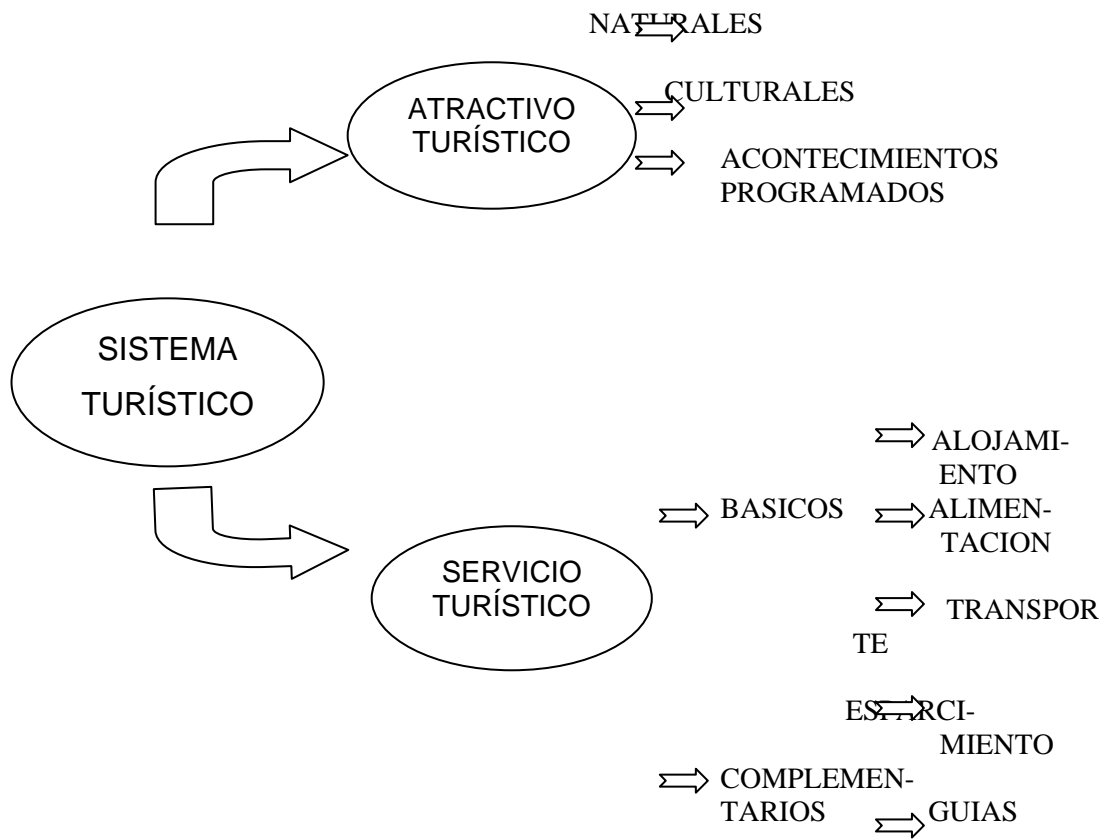 NATURALES
CULTURALES
ATRACTIVO
TURÍSTICO
ACONTECIMIENTOS
PROGRAMADOS
SISTEMA
TURÍSTICO
SERVICIO
TURÍSTICO
BASICOS
ALOJAMI-
ENTO
ALIMEN-
TACION
TRANSPOR
TE
ESPARCI-
MIENTO
COMPLEMEN-
TARIOS
GUIAS